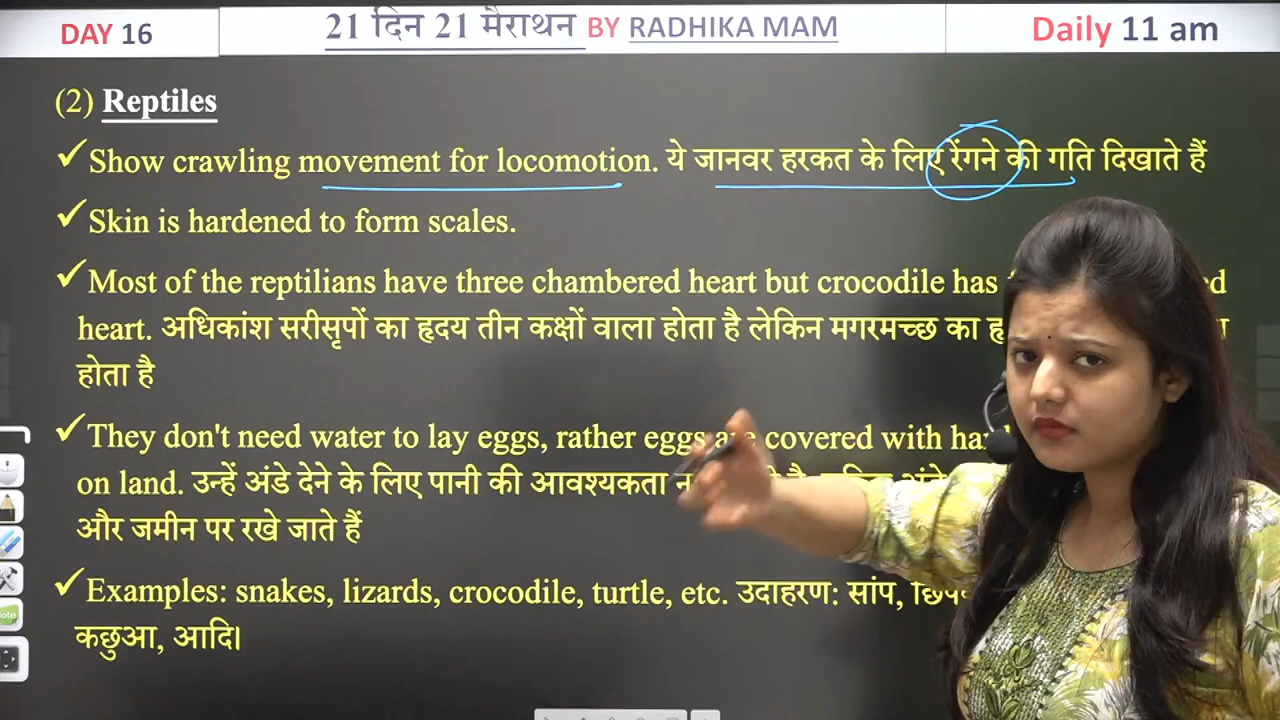 DAY 16
21 दिन 21 मैराथन BY RADHIKA MAM
Daily 11 am
(2) Reptiles
✓Show crawling movement for locomotion. ये जानवर हरकत के लिए रेंगने की गति दिखाते हैं
✓Skin is hardened to form scales.
✓Most of the reptilians have three chambered heart but crocodile has
heart. अधिकांश सरीसृपों का हृदय तीन कक्षों वाला होता है लेकिन मगरमच्छ का
होता है
✓They don't need water to lay eggs, rather eggs are covered with
on land. उन्हें अंडे देने के लिए पानी की आवश्यकता
और जमीन पर रखे जाते हैं
✓Examples: snakes, lizards, crocodile, turtle, etc. उदाहरण: सांप,
कछुआ, आदि।